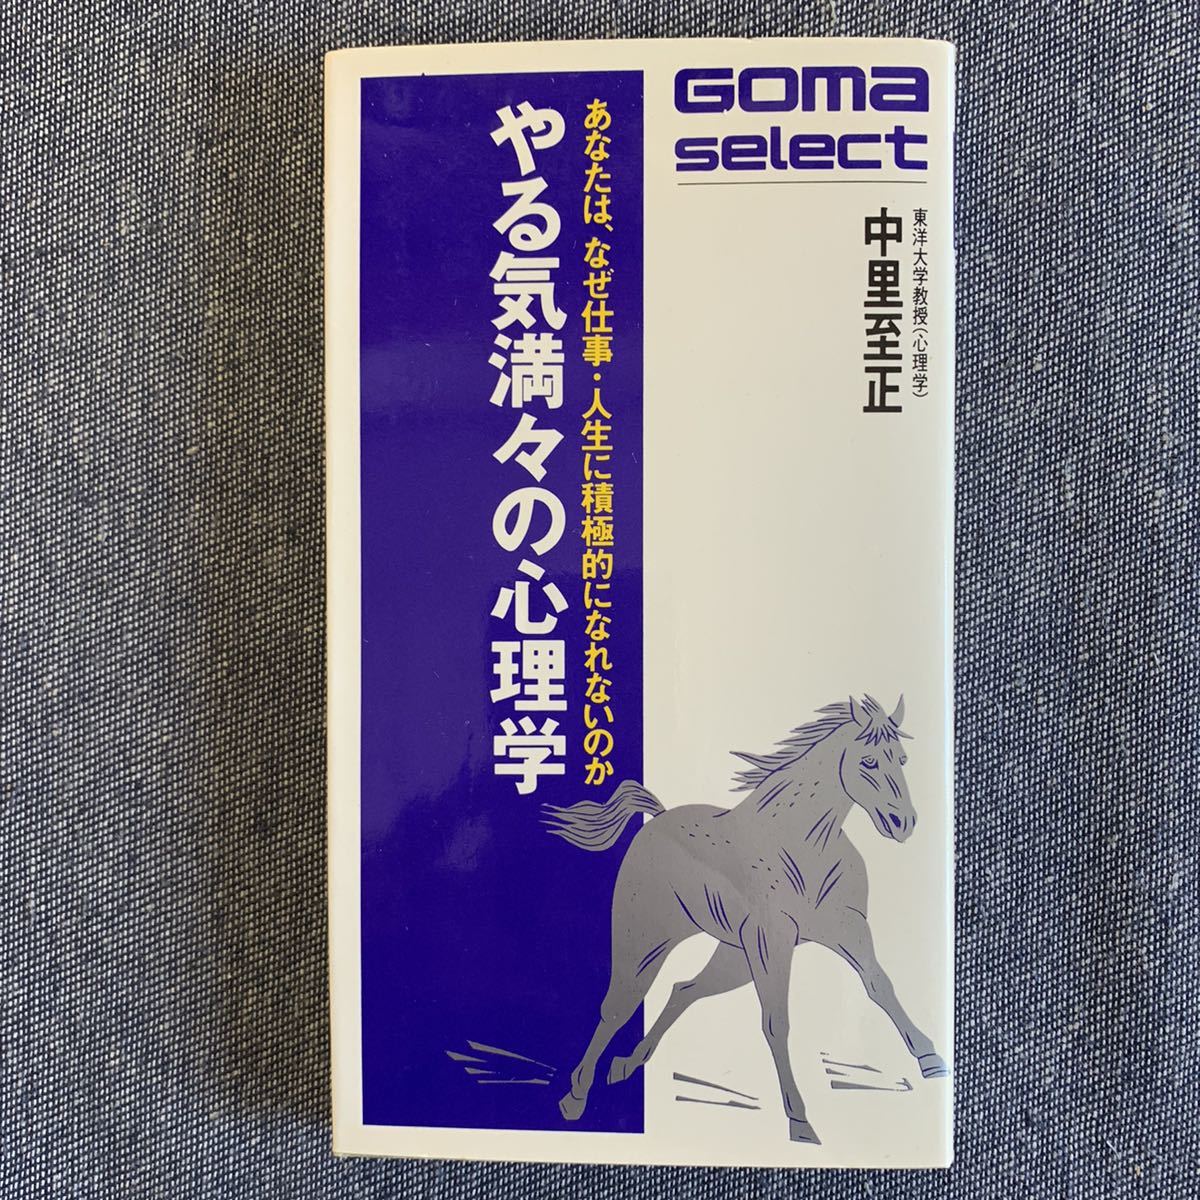 GOMA
select
東洋大学教授(心理学)
中里至正
あなたは、なぜ仕事・人生に積極的になれないのか
やる気満々の心理学